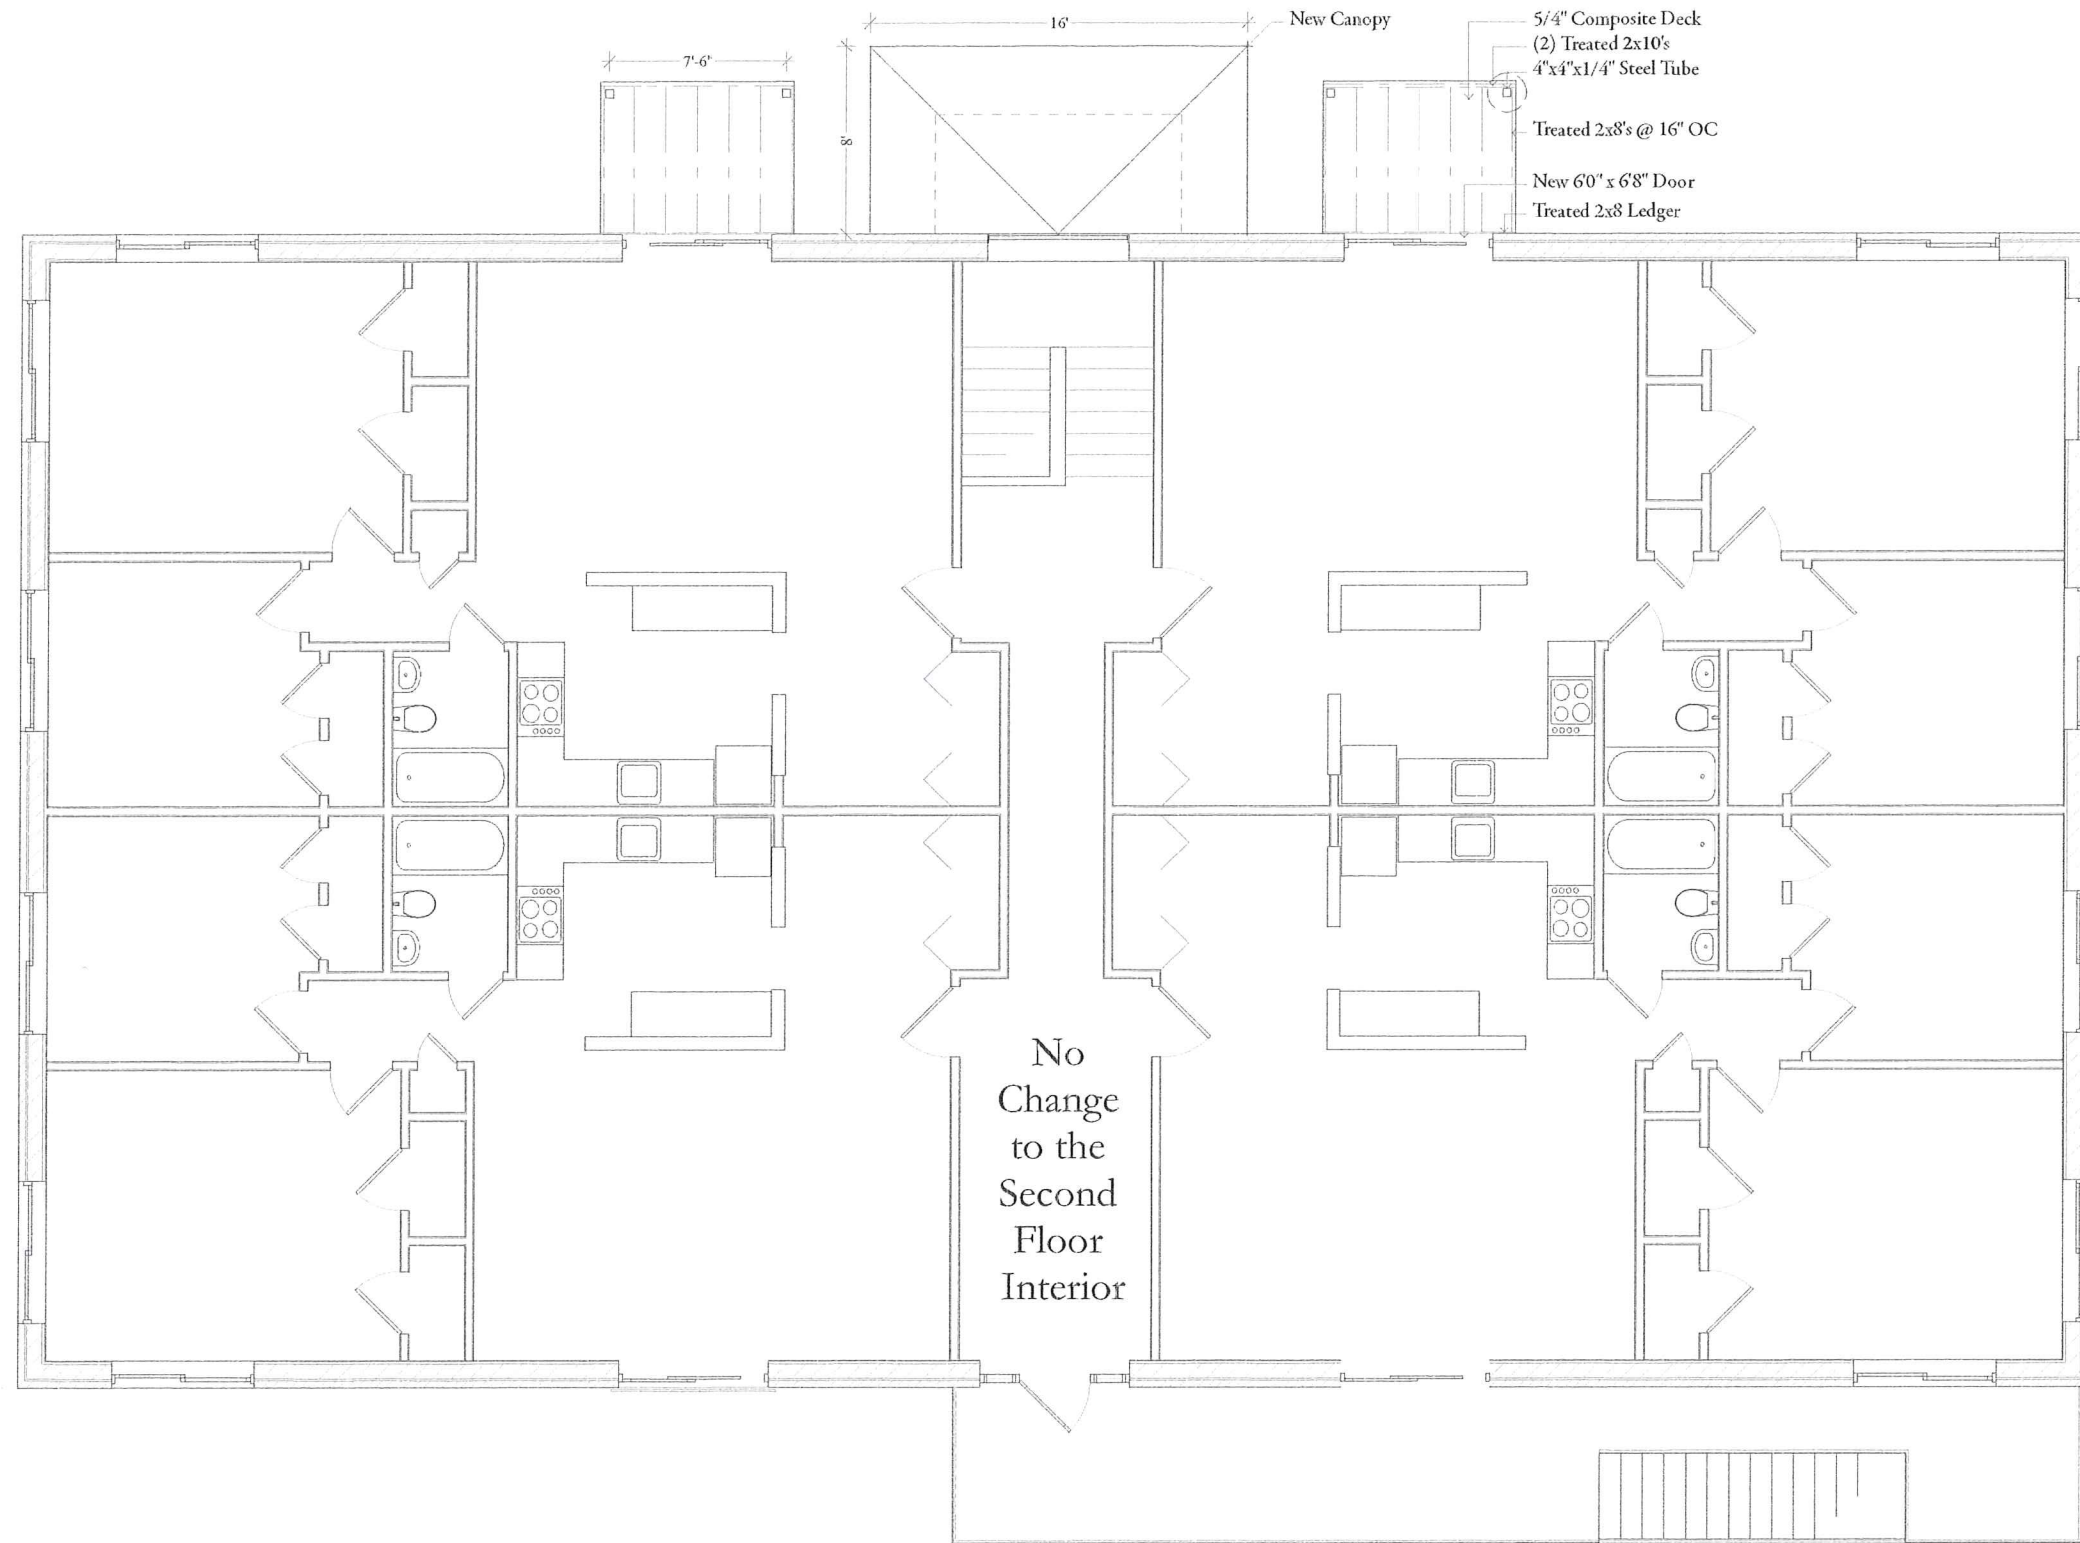 16'
New Canopy
5/4" Composite Deck
(2) Treated 2x10's
4"x4"x1/4" Steel Tube
7'-6"
8'
Treated 2x8's @ 16" OC
New 6'0" x 6'8" Door
Treated 2x8 Ledger
No
Change
to the
Second
Floor
Interior